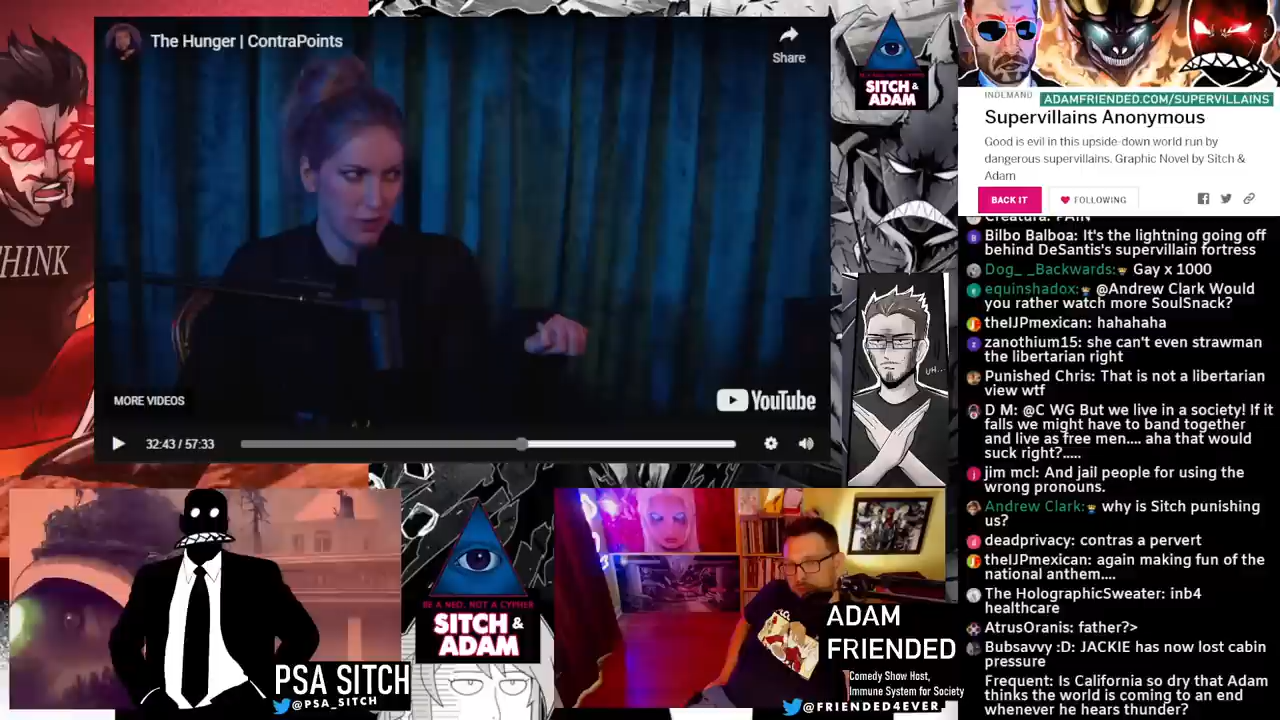 The Hunger | ContraPoints
Share
MORE VIDEOS
YouTube
32:43 / 57:33
THINK
SITCH &
ADAM
UH...
INDEMAND
ADAMFRIENDED.COM/SUPERVILLAINS
Supervillains Anonymous
Good is evil in this upside-down world run by
dangerous supervillains. Graphic Novel by Sitch &
Adam
BACK IT
FOLLOWING
Creatura: PAIN
B
Bilbo Balboa: It's the lightning going off
behind DeSantis's supervillain fortress
Dog_ _Backwards: Gay x 1000
e
equinshadox: @Andrew Clark Would
you rather watch more SoulSnack?
theIJPmexican: hahahaha
z
zanothium15: she can't even strawman
the libertarian right
Punished Chris: That is not a libertarian
view wtf
D M: @C WG But we live in a society! If it
falls we might have to band together
and live as free men.... aha that would
suck right?.....
j
jim mcl: And jail people for using the
wrong pronouns.
Andrew Clark: why is Sitch punishing
us?
d
deadprivacy: contras a pervert
theIJPmexican: again making fun of the
national anthem....
The HolographicSweater: inb4
healthcare
AtrusOranis: father?>
Bubsavvy :D: JACKIE has now lost cabin
pressure
Frequent: Is California so dry that Adam
thinks the world is coming to an end
whenever he hears thunder?
PSA SITCH
@PSA_SITCH
BE A NEO, NOT A CYPHER
SITCH &
ADAM
ADAM
FRIENDED
Comedy Show Host,
Immune System for Society
@FRIENDED4EVER